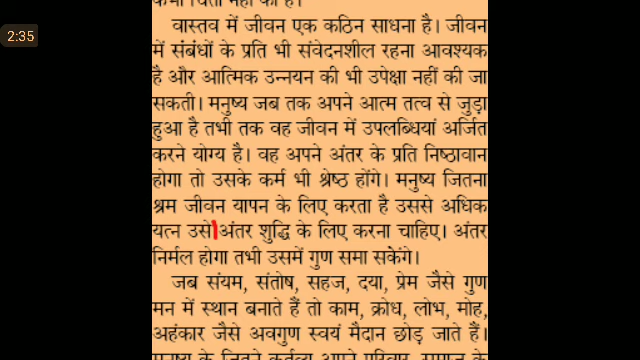 2:35
वास्तव में जीवन एक कठिन साधना है। जीवन
में संबंधों के प्रति भी संवेदनशील रहना आवश्यक
है और आत्मिक उन्नयन की भी उपेक्षा नहीं की जा
सकती। मनुष्य जब तक अपने आत्म तत्व से जुड़ा
हुआ है तभी तक वह जीवन में उपलब्धियां अर्जित
करने योग्य है। वह अपने अंतर के प्रति निष्ठावान
होगा तो उसके कर्म भी श्रेष्ठ होंगे। मनुष्य जितना
श्रम जीवन यापन के लिए करता है उससे अधिक
यत्न उसे अंतर शुद्धि के लिए करना चाहिए। अंतर
निर्मल होगा तभी उसमें गुण समा सकेंगे।
जब संयम, संतोष, सहज, दया, प्रेम जैसे गुण
मन में स्थान बनाते हैं तो काम, क्रोध, लोभ, मोह,
अहंकार जैसे अवगुण स्वयं मैदान छोड़ जाते हैं।